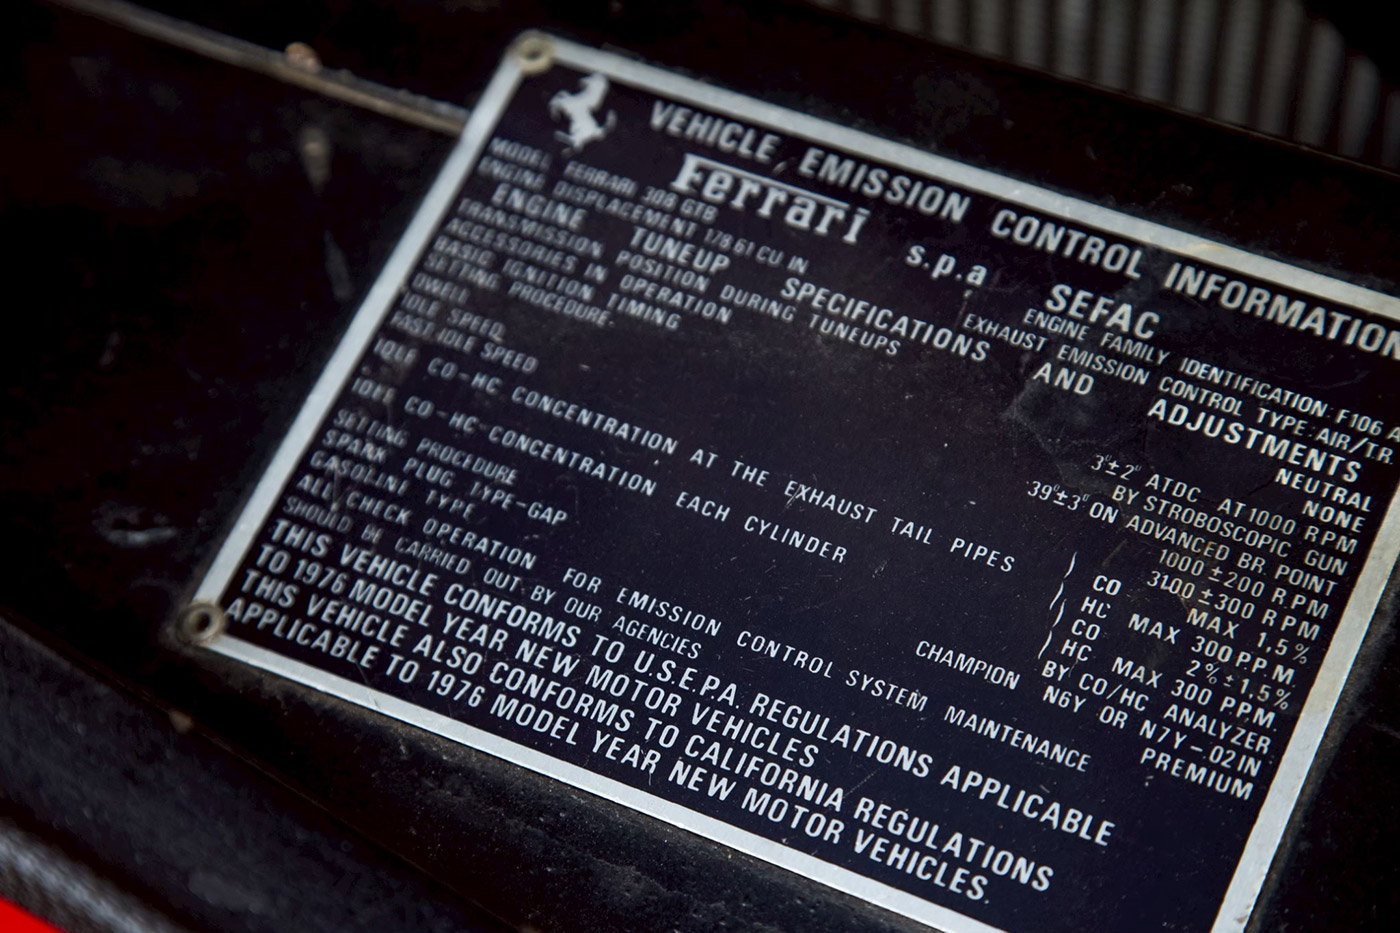 VEHICLE EMISSION CONTROL INFORMATION
Ferrari s.p.a SEFAC
MODEL FERRARI 308 GTB ENGINE FAMILY IDENTIFICATION F106
ENGINE DISPLACEMENT 178.61 CU IN EXHAUST EMISSION CONTROL TYPE AIR/T.R
ENGINE TUNEUP SPECIFICATIONS AND ADJUSTMENTS
TRANSMISSION POSITION DURING TUNEUPS NEUTRAL
ACCESSORIES IN OPERATION NONE
BASIC IGNITION TIMING 3°±2° ATDC AT 1000 RPM
SETTING PROCEDURE BY STROBOSCOPIC GUN
DWELL 39°±3° ON ADVANCED BR. POINT
IDLE SPEED 1000±200 R.P.M
FAST IDLE SPEED 3100±300 R.P.M
IDLE CO-HC CONCENTRATION AT THE EXHAUST TAIL PIPES CO MAX 1,5%
HC MAX 300 P.P.M
IDLE CO-HC CONCENTRATION EACH CYLINDER CO 2%±1.5%
HC MAX 300 P.P.M.
SETTING PROCEDURE BY CO/HC ANALYZER
SPARK PLUG TYPE-GAP CHAMPION N6Y OR N7Y-.02IN
GASOLINE TYPE PREMIUM
ALL CHECK OPERATION FOR EMISSION CONTROL SYSTEM MAINTENANCE
SHOULD BE CARRIED OUT BY OUR AGENCIES
THIS VEHICLE CONFORMS TO U.S.E.P.A. REGULATIONS APPLICABLE
TO 1976 MODEL YEAR NEW MOTOR VEHICLES
THIS VEHICLE ALSO CONFORMS TO CALIFORNIA REGULATIONS
APPLICABLE TO 1976 MODEL YEAR NEW MOTOR VEHICLES.